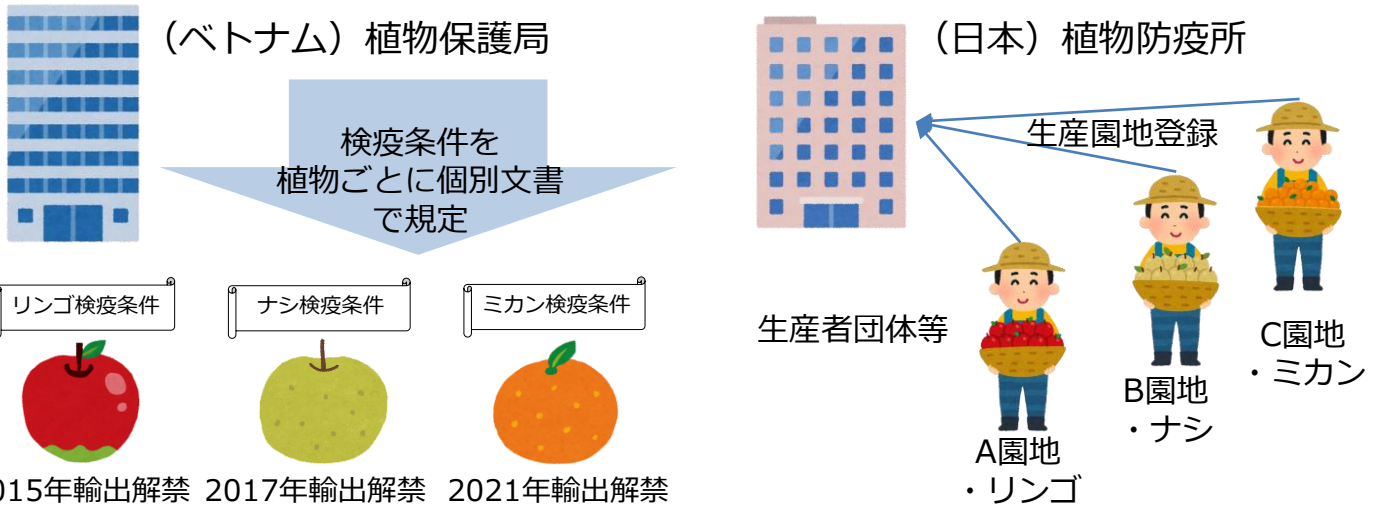 （ベトナム）植物保護局
検疫条件を
植物ごとに個別文書
で規定
リンゴ検疫条件
ナシ検疫条件
ミカン検疫条件
015年輸出解禁
2017年輸出解禁
2021年輸出解禁
（日本）植物防疫所
生産園地登録
生産者団体等
A園地
・リンゴ
B園地
・ナシ
C園地
・ミカン